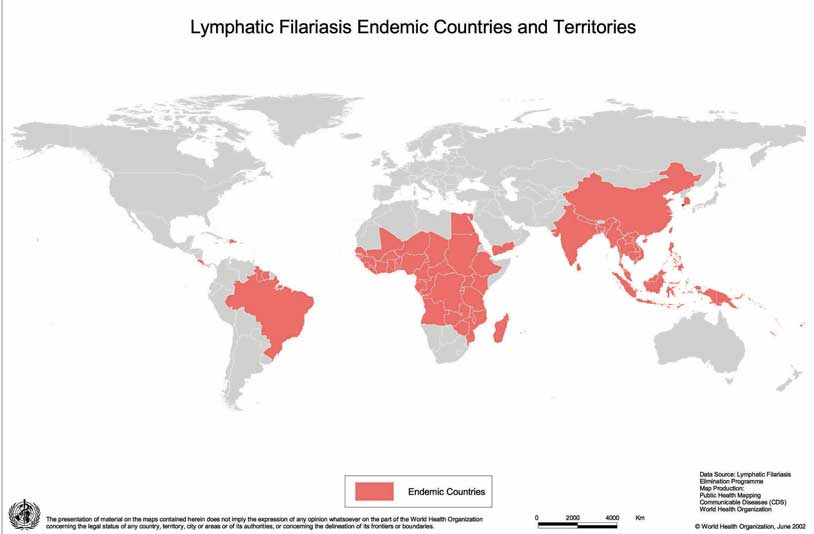 Lymphatic Filariasis Endemic Countries and Territories
Endemic Countries
Data Source: Lymphatic Filariasis
Elimination Programme
Map Production:
Public Health Mapping
Communicable Diseases (CDS)
World Health Organization
The presentation of material on the maps contained herein does not imply the expression of any opinion whatsoever on the part of the World Health Organization
concerning the legal status of any country, territory, city or areas or of its authorities, or concerning the delineation of its frontiers or boundaries.
0 2000 4000 Km
© World Health Organization, June 2002